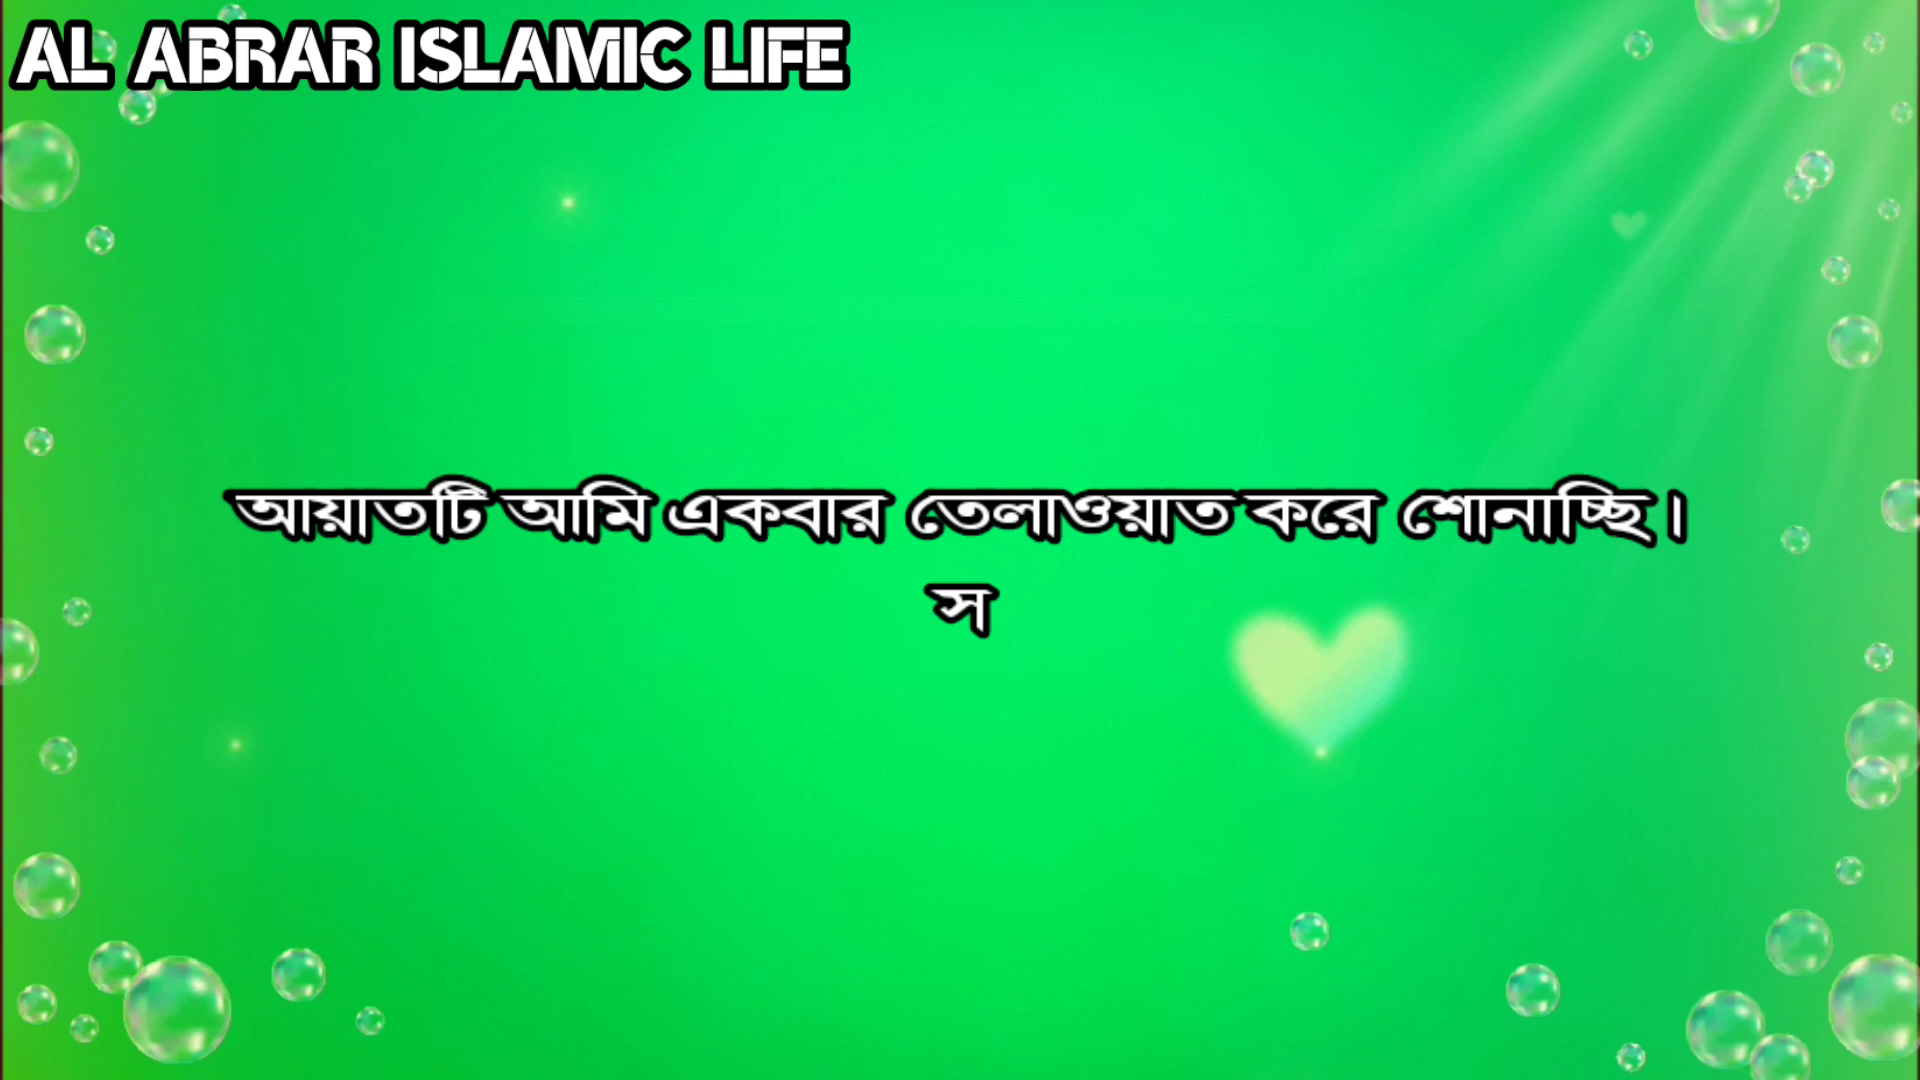 AL ABRAR ISLAMIC LIFE
আয়াতটি আমি একবার তেলাওয়াত করে শোনাচ্ছি।
স